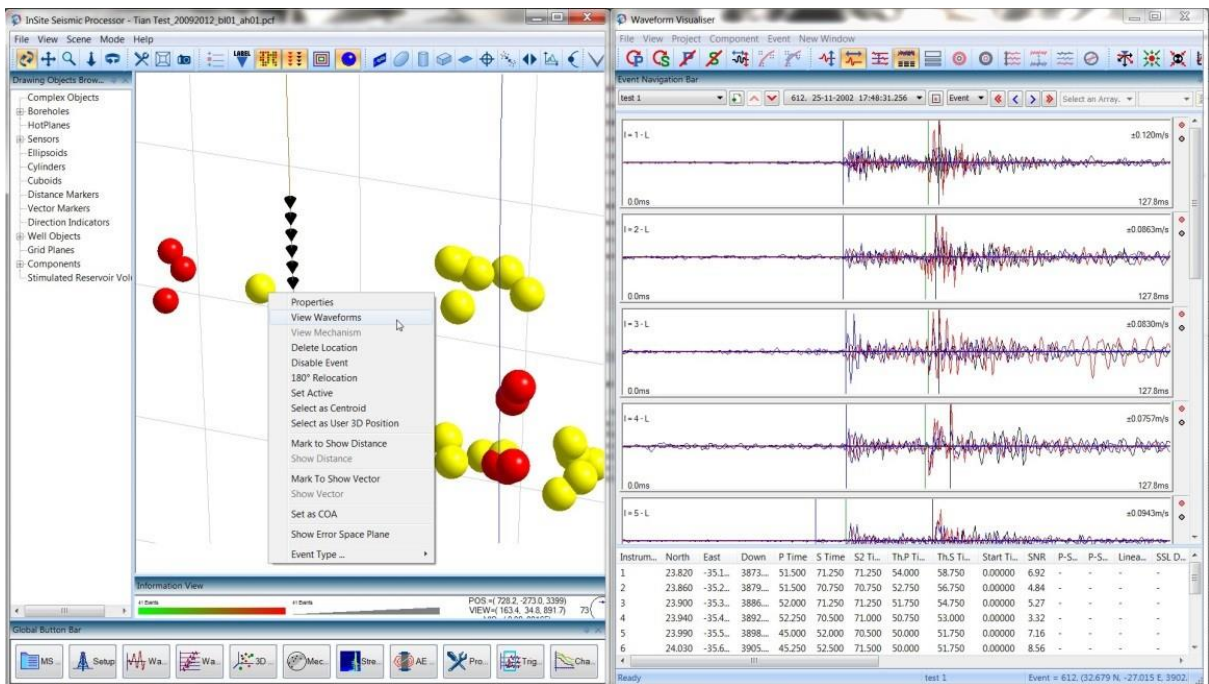 InSite Seismic Processor - Tian Test_20092012_bl01_ah01.pcf
File View Scene Mode Help
LABEL
Drawing Objects Brow...
Complex Objects
Boreholes
HotPlanes
Sensors
Ellipsoids
Cylinders
Cuboids
Distance Markers
Vector Markers
Direction Indicators
Well Objects
Grid Planes
Components
Stimulated Reservoir Volu
Properties
View Waveforms
View Mechanism
Delete Location
Disable Event
180° Relocation
Set Active
Select as Centroid
Select as User 3D Position
Mark to Show Distance
Show Distance
Mark To Show Vector
Show Vector
Set as COA
Show Error Space Plane
Event Type ...
Information View
POS =( 728.2, -273.0, 3399)
VIEW=( 163.4, 34.8, 891.7)
73
Global Button Bar
MS ...
Setup
Wa...
Wa...
3D ...
Mec...
Stre...
AE ...
Pro...
Trig...
Cha...
Waveform Visualiser
File View Project Component Event New Window
Event Navigation Bar
test 1
612. 25-11-2002 17:48:31.256
Event
Select an Array.
I = 1 - L
±0.120m/s
0.0ms
127.8ms
I = 2 - L
±0.0863m/s
0.0ms
127.8ms
I = 3 - L
±0.0830m/s
0.0ms
127.8ms
I = 4 - L
±0.0757m/s
0.0ms
127.8ms
I = 5 - L
±0.0943m/s
Instrum... North East Down P Time S Time S2 Ti... Th.P Ti... Th.S Ti... Start Ti... SNR P-S... P-S... Linea... SSL D...
1 23.820 -35.1... 3873.... 51.500 71.250 71.250 54.000 58.750 0.00000 6.92 - - - -
2 23.860 -35.2... 3879.... 51.500 70.750 70.750 52.750 56.750 0.00000 4.84 - - - -
3 23.900 -35.3... 3886.... 52.000 71.250 71.250 51.750 54.750 0.00000 5.27 - - - -
4 23.940 -35.4... 3892.... 52.250 70.500 71.000 50.750 53.000 0.00000 3.32 - - - -
5 23.990 -35.5... 3898.... 45.000 52.000 70.500 50.000 51.750 0.00000 7.16 - - - -
6 24.030 -35.6... 3905.... 45.250 52.500 71.500 50.000 51.750 0.00000 8.56 - - - -
Ready
test 1
Event = 612, (32.679 N, -27.015 E, 3902.